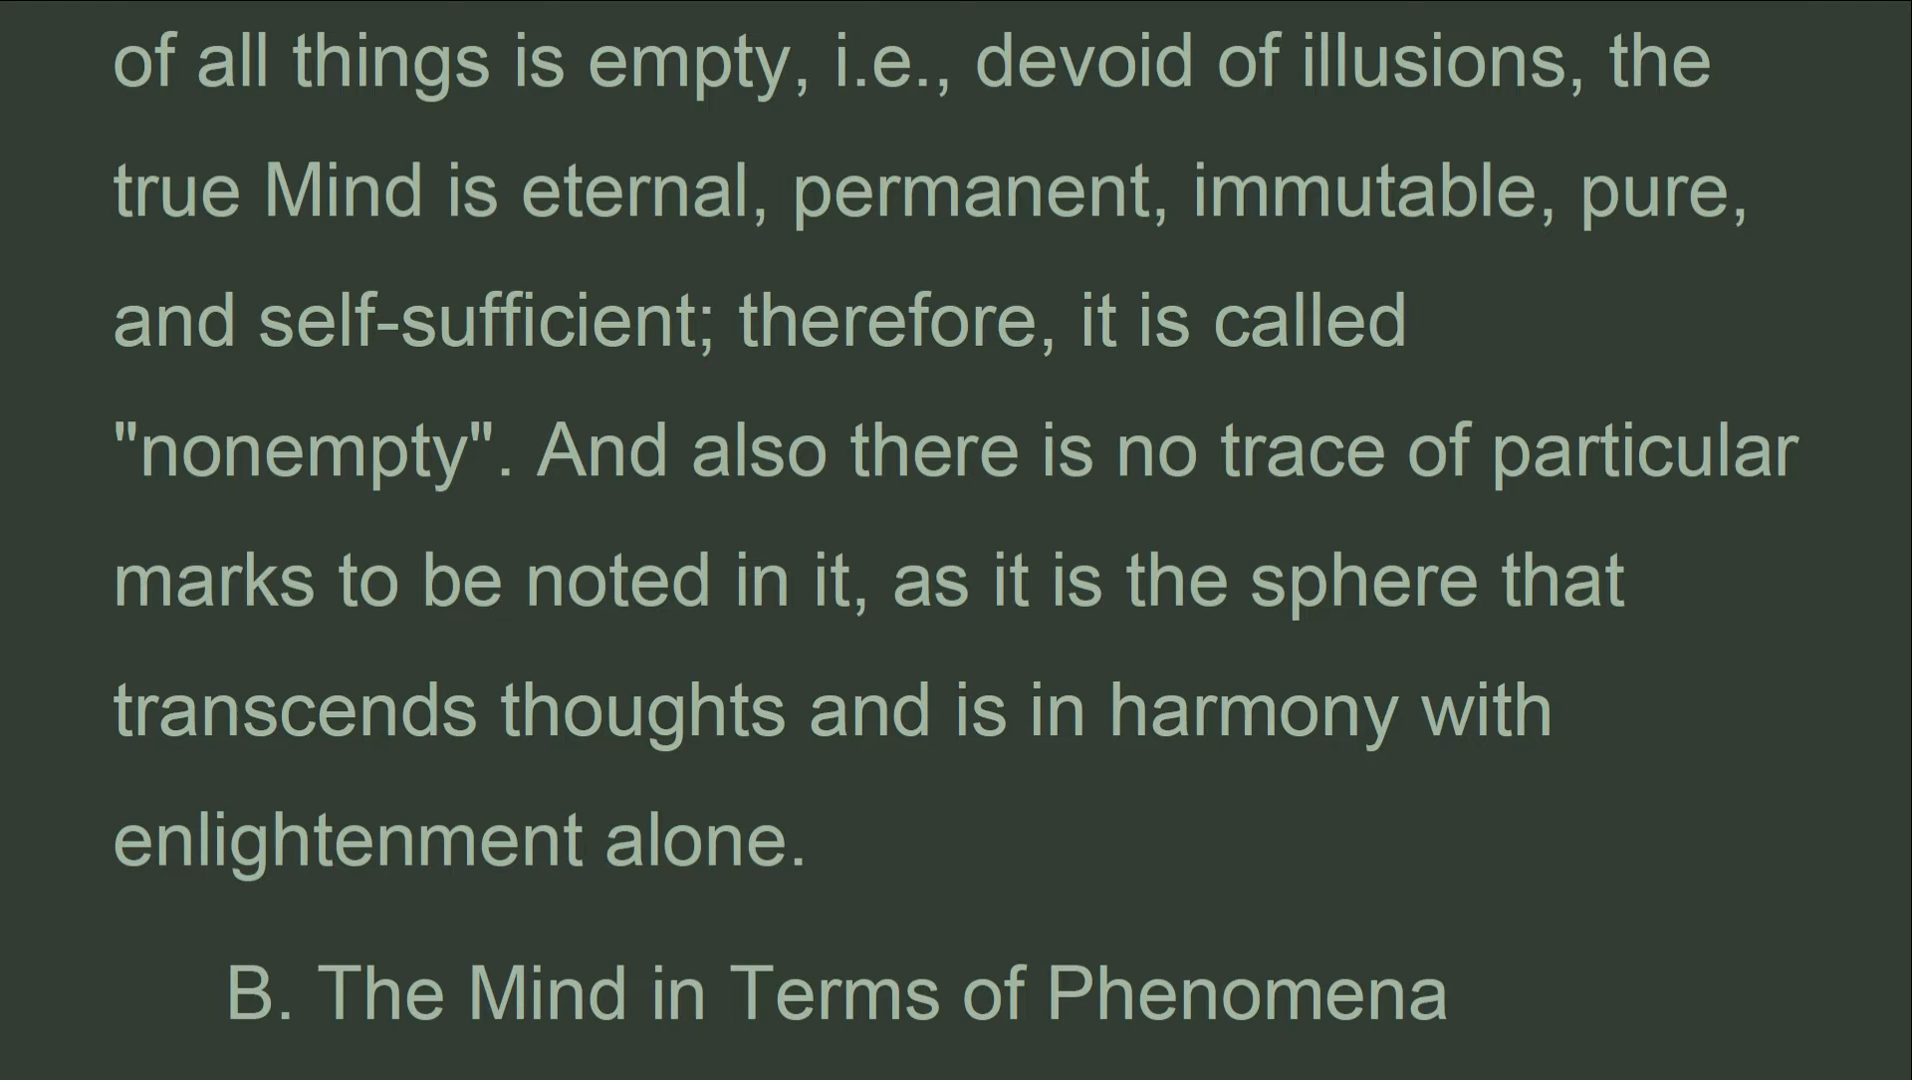 of all things is empty, i.e., devoid of illusions, the
true Mind is eternal, permanent, immutable, pure,
and self-sufficient; therefore, it is called
"nonempty". And also there is no trace of particular
marks to be noted in it, as it is the sphere that
transcends thoughts and is in harmony with
enlightenment alone.
B. The Mind in Terms of Phenomena